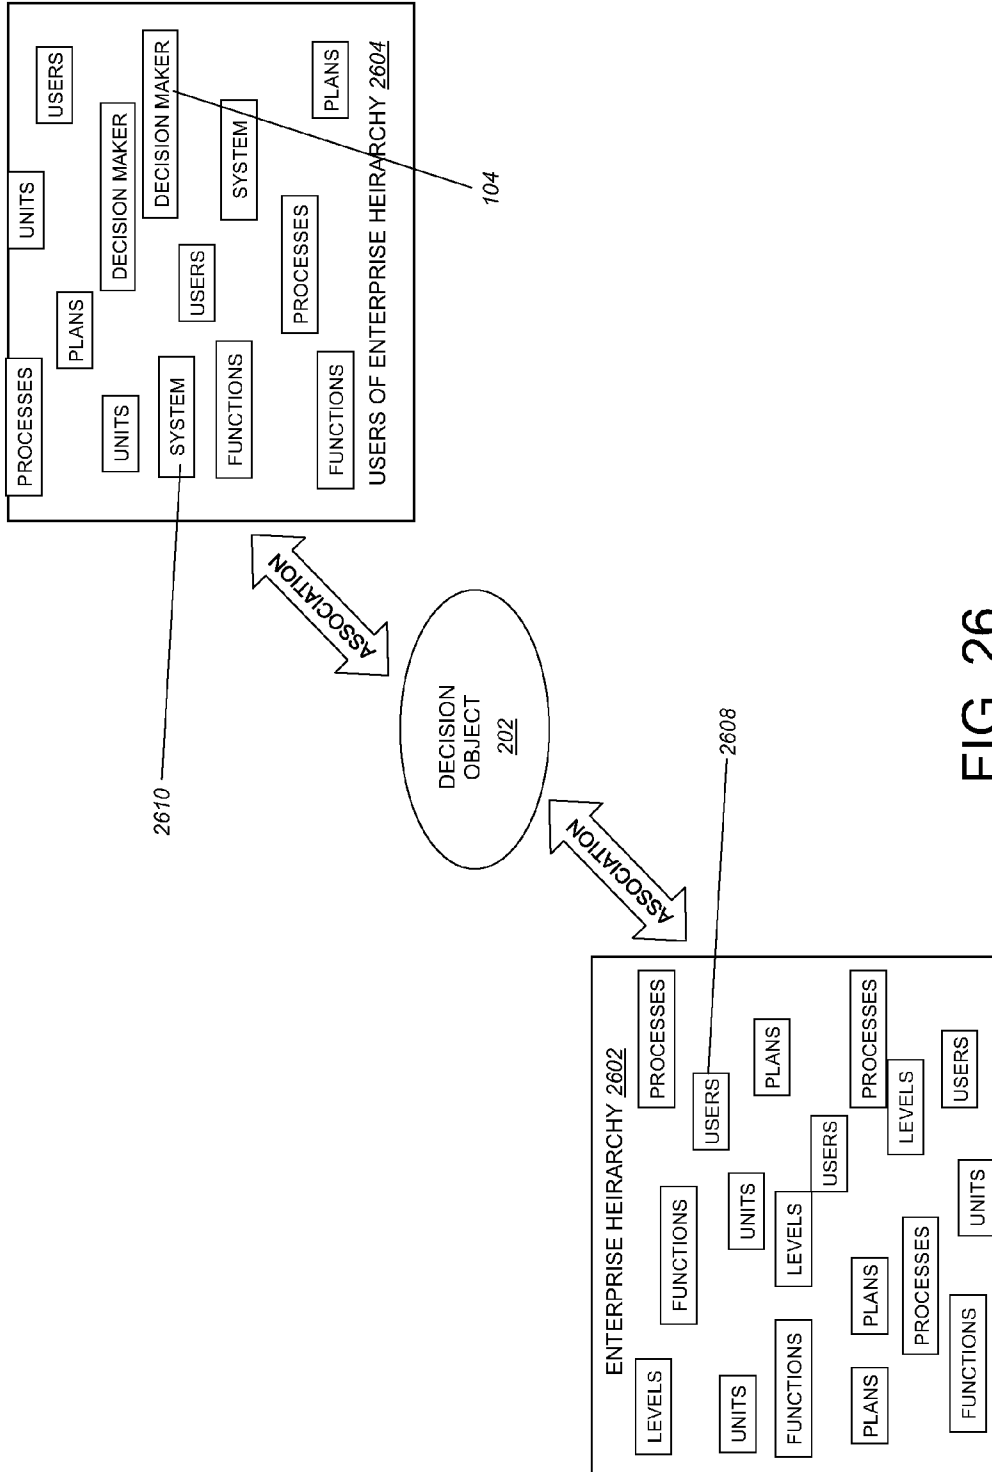 PROCESSES
UNITS
USERS
PLANS
UNITS
DECISION MAKER
DECISION MAKER
SYSTEM
USERS
FUNCTIONS
SYSTEM
PROCESSES
FUNCTIONS
PLANS
USERS OF ENTERPRISE HEIRARCHY 2604
2610
104
ASSOCIATION
DECISION
OBJECT
202
ASSOCIATION
ENTERPRISE HEIRARCHY 2602
LEVELS
PROCESSES
FUNCTIONS
USERS
2608
UNITS
UNITS
PLANS
FUNCTIONS
LEVELS
USERS
PLANS
PLANS
PROCESSES
PROCESSES
LEVELS
FUNCTIONS
UNITS
USERS
FIG 26